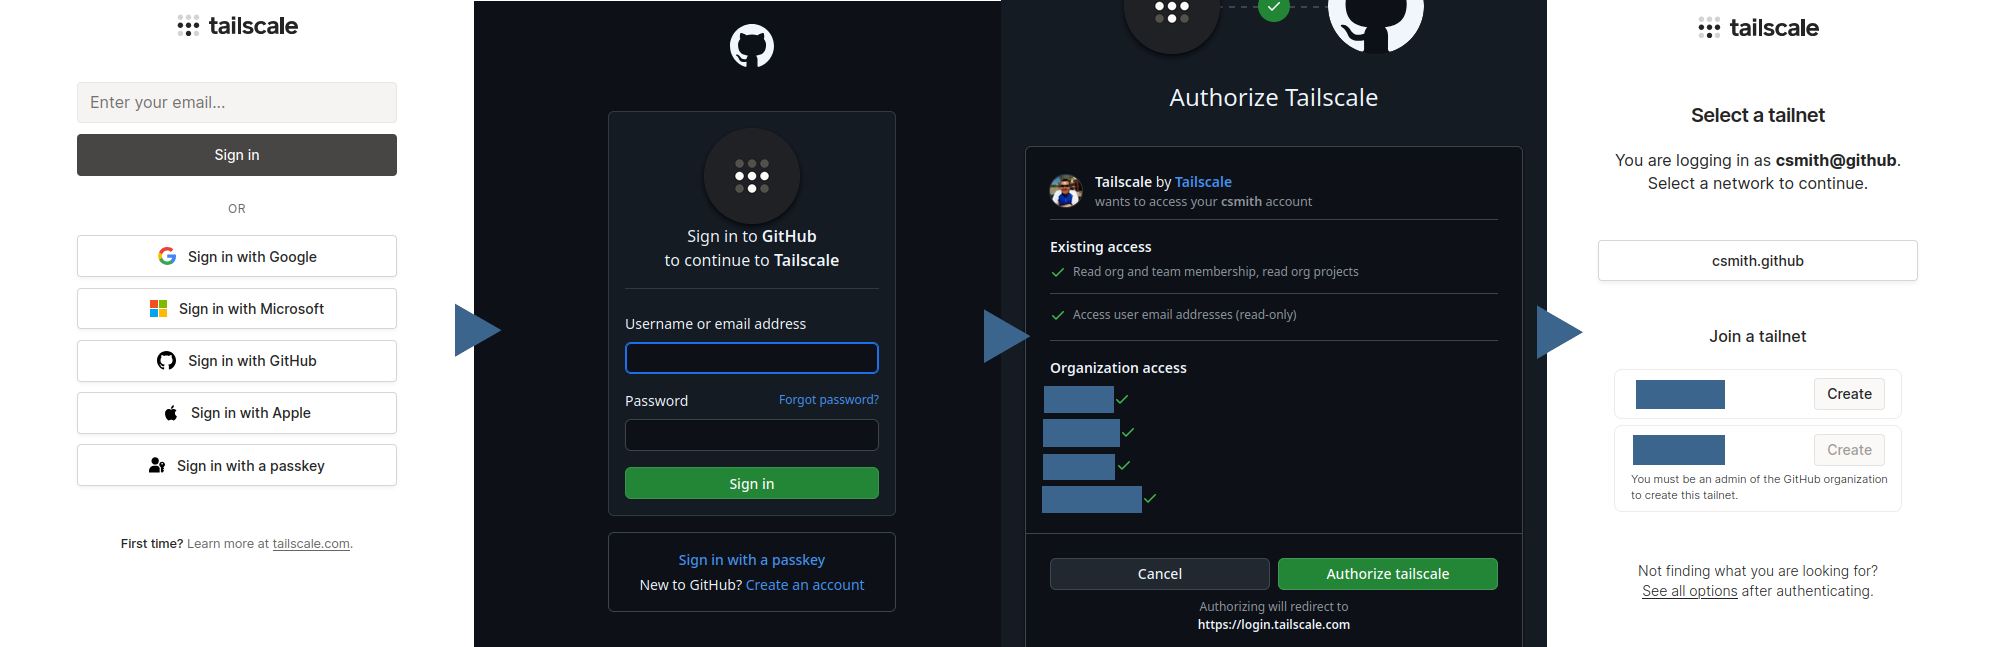 tailscale
Enter your email...
Sign in
OR
Sign in with Google
Sign in with Microsoft
Sign in with GitHub
Sign in with Apple
Sign in with a passkey
First time? Learn more at tailscale.com.
Sign in to GitHub
to continue to Tailscale
Username or email address
Password
Forgot password?
Sign in
Sign in with a passkey
New to GitHub? Create an account
Authorize Tailscale
Tailscale by Tailscale
wants to access your csmith account
Existing access
Read org and team membership, read org projects
Access user email addresses (read-only)
Organization access
Cancel
Authorize tailscale
Authorizing will redirect to
https://login.tailscale.com
tailscale
Select a tailnet
You are logging in as csmith@github.
Select a network to continue.
csmith.github
Join a tailnet
Create
Create
You must be an admin of the GitHub organization
to create this tailnet.
Not finding what you are looking for?
See all options after authenticating.